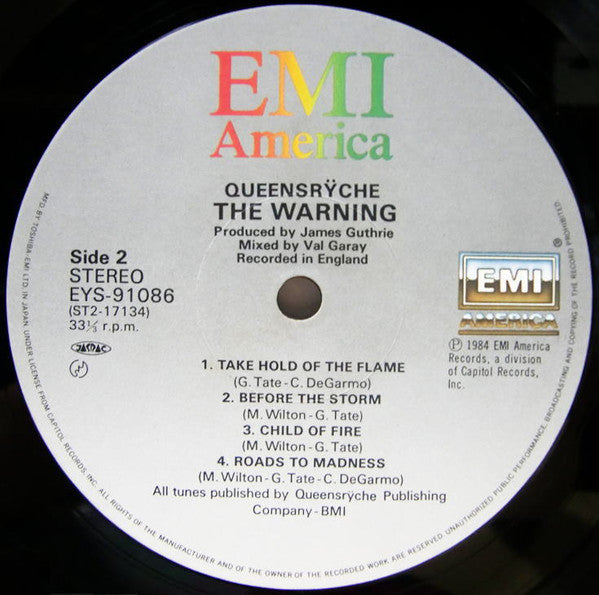 EMI
America
QUEENSRŸCHE
THE WARNING
Produced by James Guthrie
Mixed by Val Garay
Recorded in England
Side 2
STEREO
EYS-91086
(ST2-17134)
33⅓ r.p.m.
JASRAC
EMI
AMERICA
Ⓟ 1984 EMI America
Records, a division
of Capitol Records,
Inc.
1. TAKE HOLD OF THE FLAME
(G. Tate-C. DeGarmo)
2. BEFORE THE STORM
(M. Wilton-G. Tate)
3. CHILD OF FIRE
(M. Wilton-G. Tate)
4. ROADS TO MADNESS
(M. Wilton-G. Tate-C. DeGarmo)
All tunes published by Queensrÿche Publishing
Company-BMI
MFD. BY TOSHIBA-EMI LTD. IN JAPAN, UNDER LICENSE FROM CAPITOL RECORDS, INC. ALL RIGHTS OF THE MANUFACTURER AND OF THE OWNER OF THE RECORDED WORK ARE RESERVED. UNAUTHORIZED PUBLIC PERFORMANCE, BROADCASTING AND COPYING OF THE RECORD PROHIBITED.
®